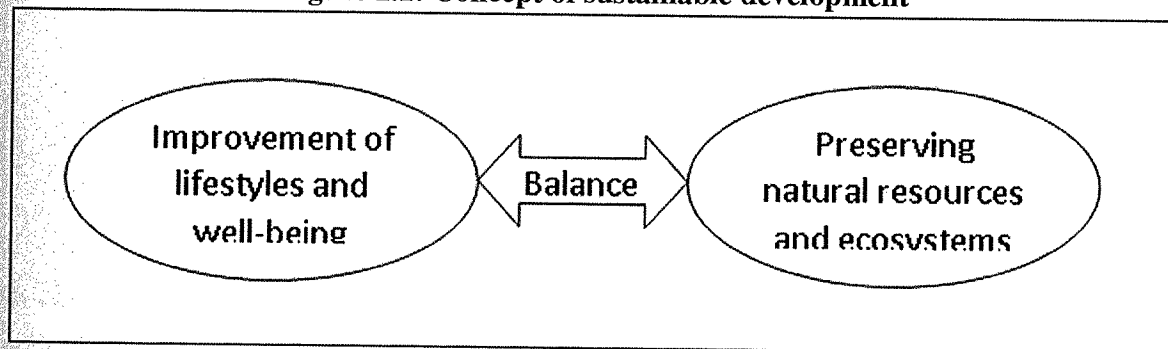 Concept of sustainable development
Improvement of
lifestyles and
well-being
Balance
Preserving
natural resources
and ecosystems